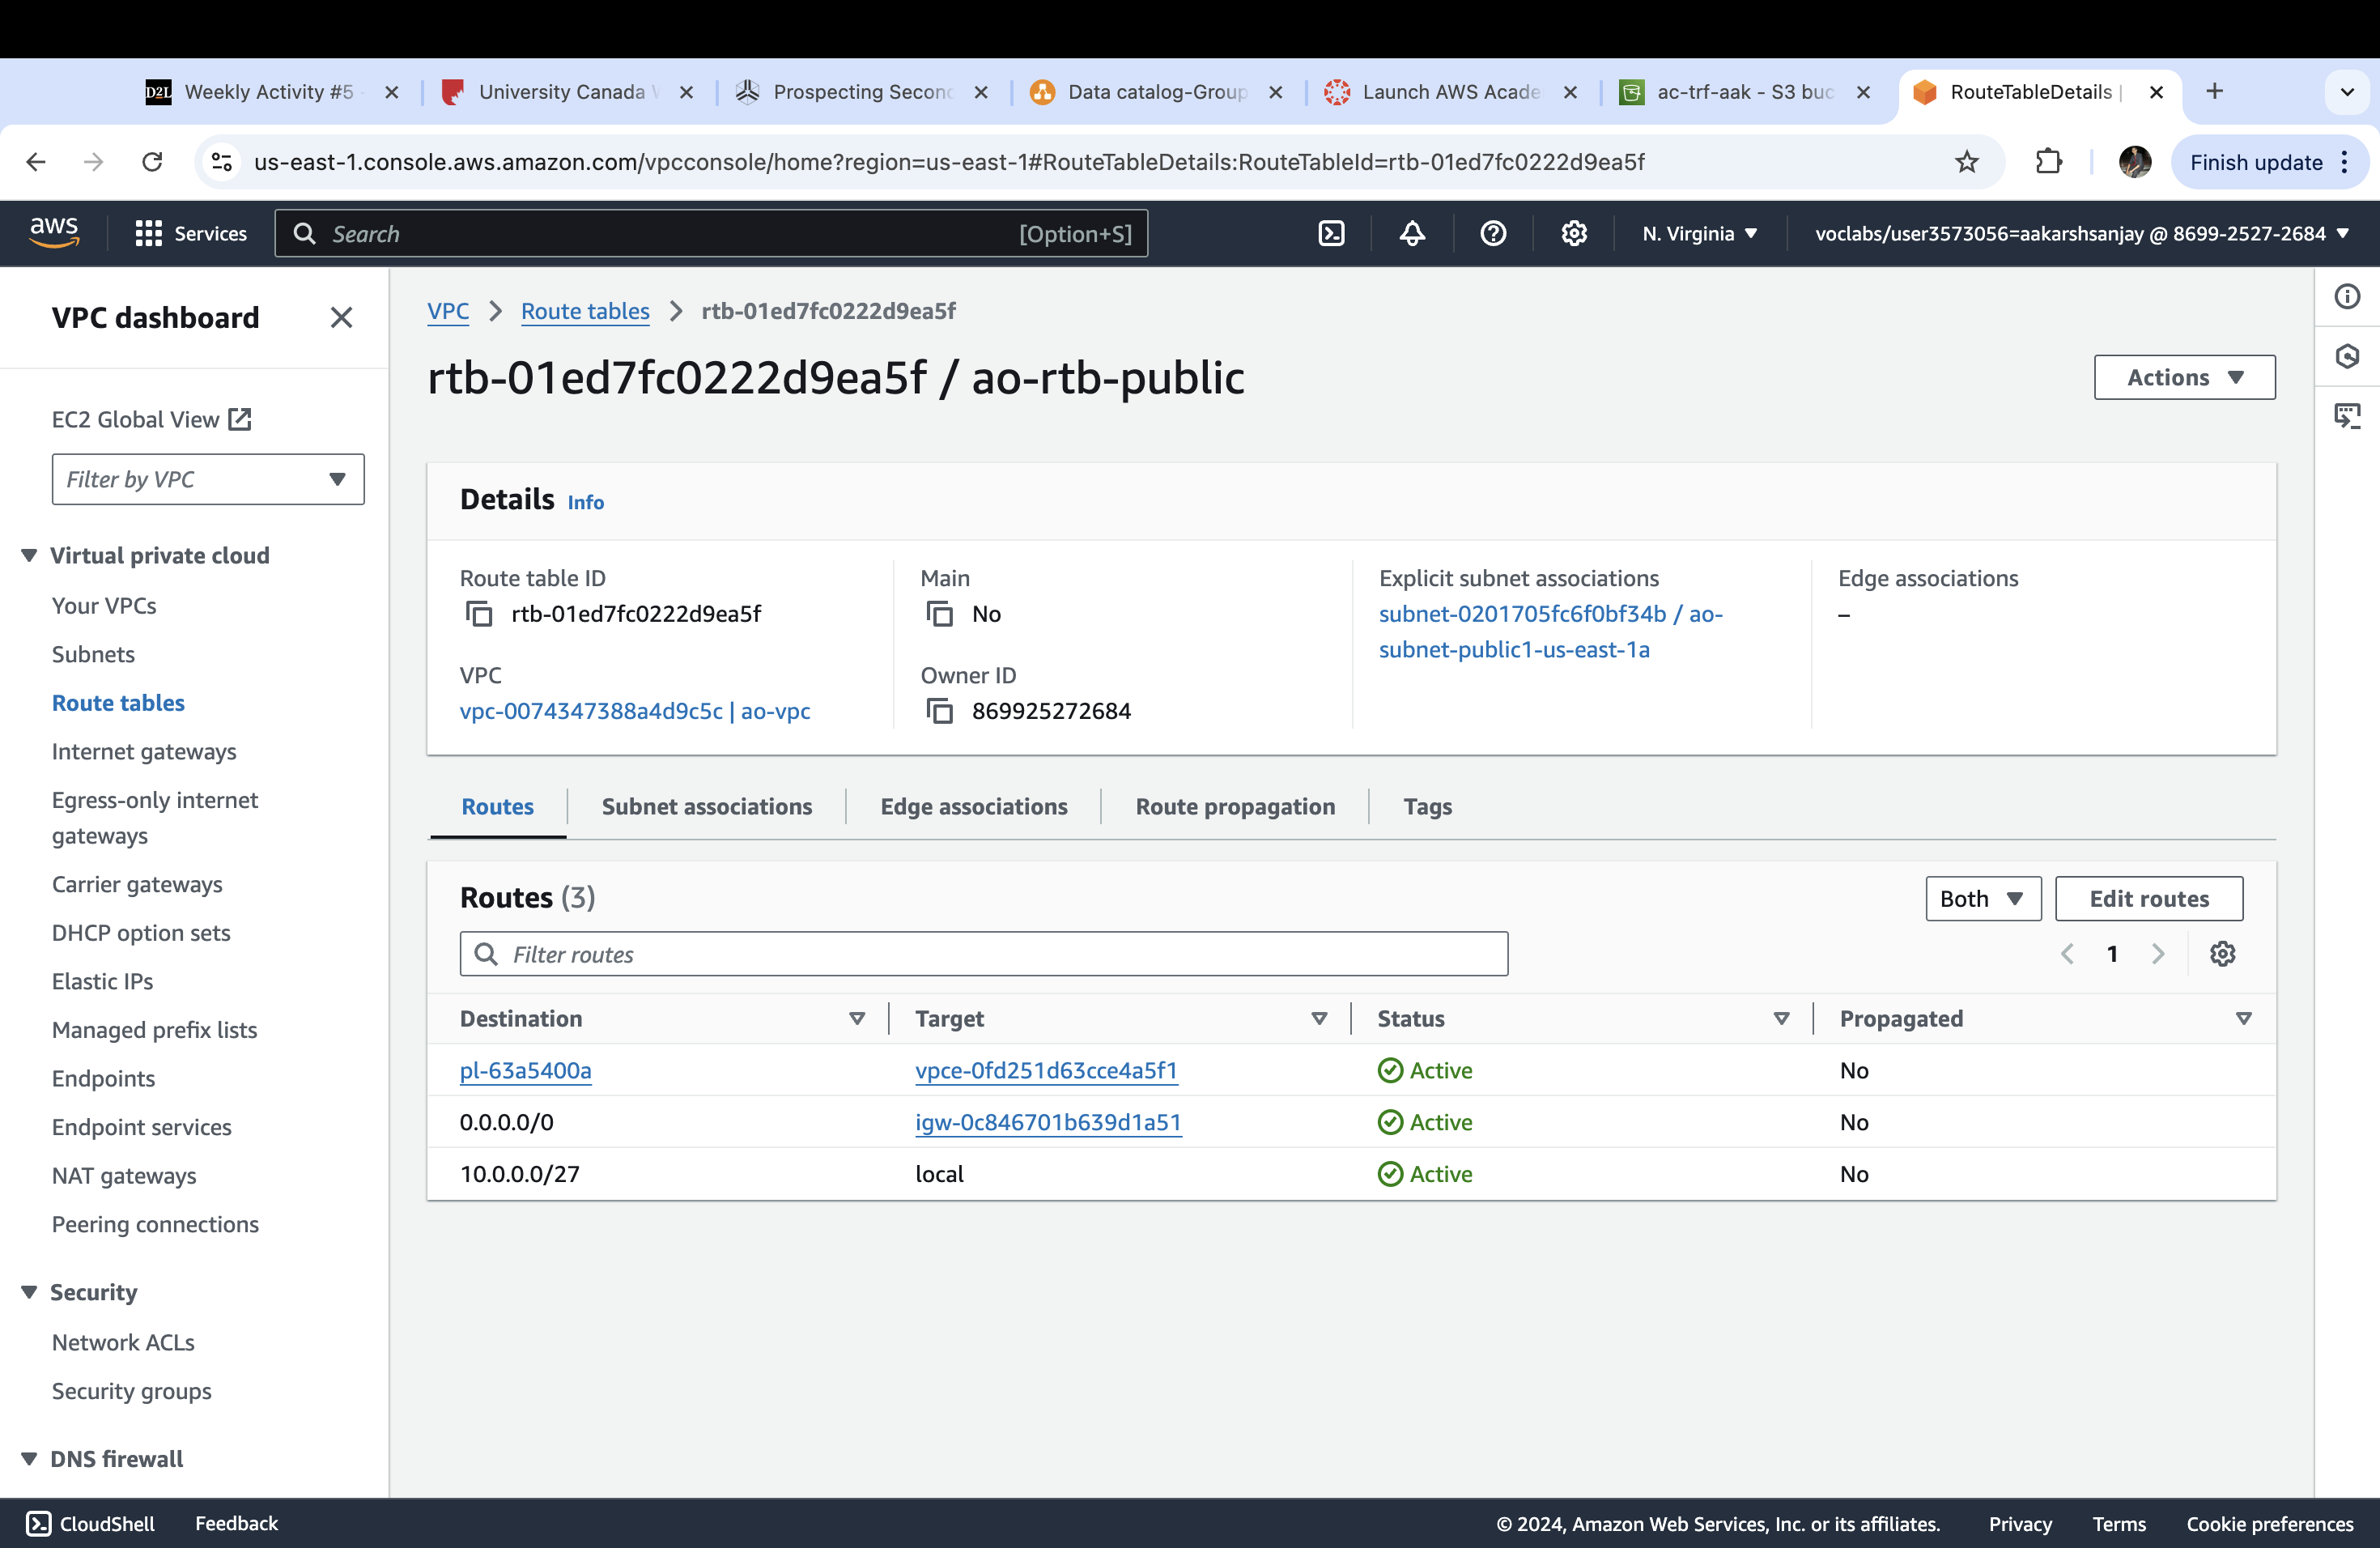 D2L Weekly Activity #5
University Canada
Prospecting Secon
Data catalog-Group
Launch AWS Acade
ac-trf-aak - S3 buc
RouteTableDetails |
us-east-1.console.aws.amazon.com/vpcconsole/home?region=us-east-1#RouteTableDetails:RouteTableId=rtb-01ed7fc0222d9ea5f
Finish update
aws
Services
Search
[Option+S]
N. Virginia
voclabs/user3573056=aakarshsanjay @ 8699-2527-2684
VPC dashboard
EC2 Global View
Filter by VPC
Virtual private cloud
Your VPCs
Subnets
Route tables
Internet gateways
Egress-only internet
gateways
Carrier gateways
DHCP option sets
Elastic IPs
Managed prefix lists
Endpoints
Endpoint services
NAT gateways
Peering connections
Security
Network ACLs
Security groups
DNS firewall
VPC
Route tables
rtb-01ed7fc0222d9ea5f
rtb-01ed7fc0222d9ea5f / ao-rtb-public
Actions
Details Info
Route table ID
rtb-01ed7fc0222d9ea5f
VPC
vpc-0074347388a4d9c5c | ao-vpc
Main
No
Owner ID
869925272684
Explicit subnet associations
subnet-0201705fc6f0bf34b / ao-
subnet-public1-us-east-1a
Edge associations
–
Routes
Subnet associations
Edge associations
Route propagation
Tags
Routes (3)
Both
Edit routes
Filter routes
1
Destination Target Status Propagated
pl-63a5400a vpce-0fd251d63cce4a5f1 Active No
0.0.0.0/0 igw-0c846701b639d1a51 Active No
10.0.0.0/27 local Active No
CloudShell
Feedback
© 2024, Amazon Web Services, Inc. or its affiliates.
Privacy
Terms
Cookie preferences